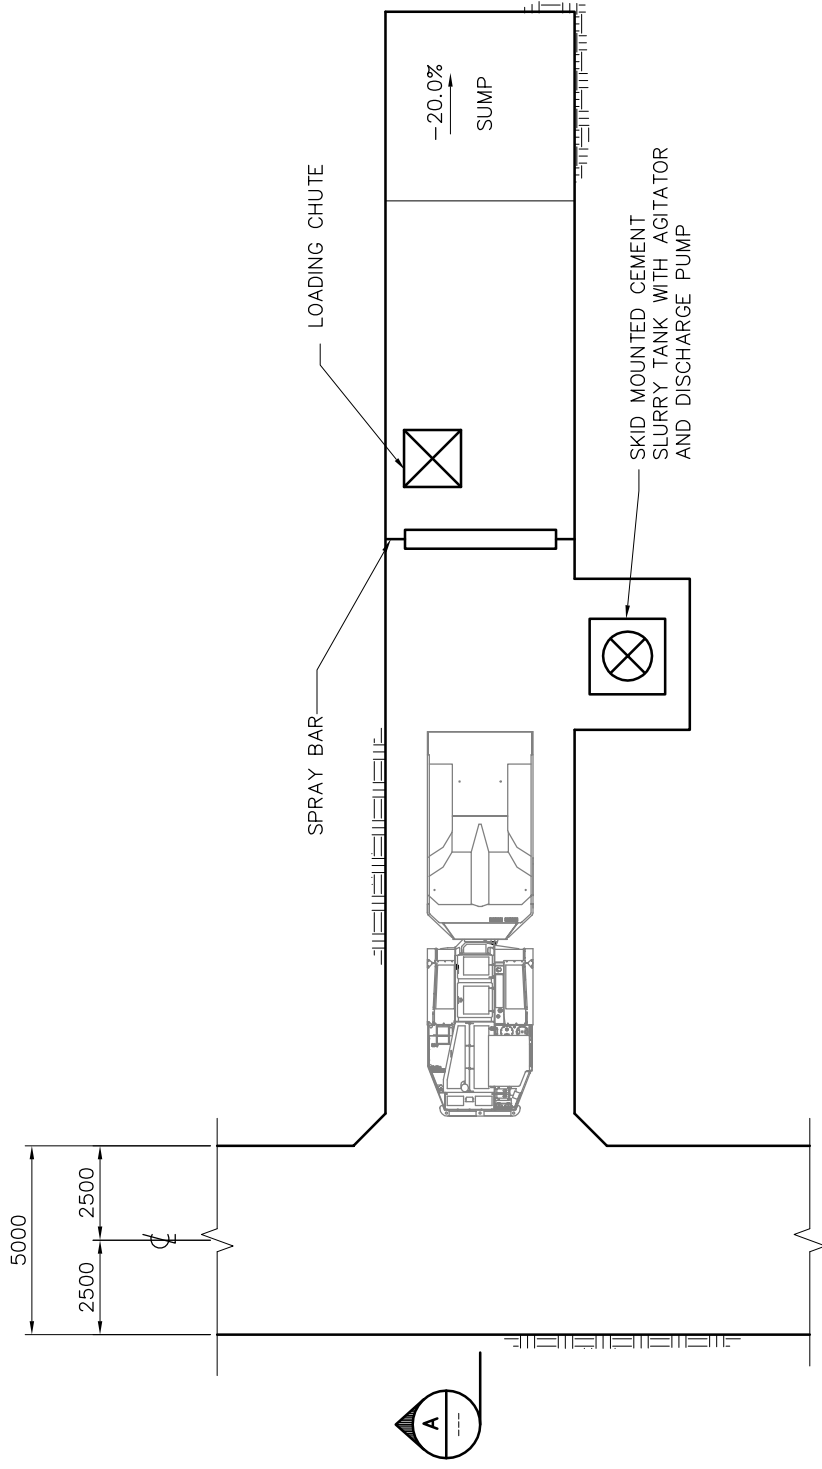 -20.0%
SUMP
LOADING CHUTE
SKID MOUNTED CEMENT
SLURRY TANK WITH AGITATOR
AND DISCHARGE PUMP
SPRAY BAR
5000
2500
2500
A
---